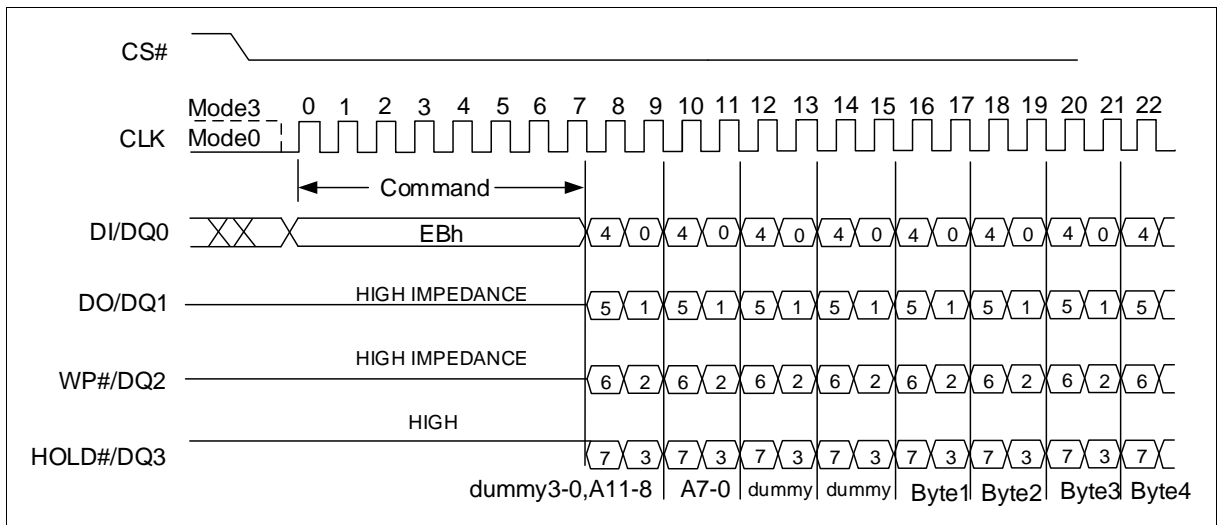 CS#
Mode3 0 1 2 3 4 5 6 7 8 9 10 11 12 13 14 15 16 17 18 19 20 21 22
CLK Mode0
Command
DI/DQ0 EBh 4 0 4 0 4 0 4 0 4 0 4 0 4 0 4
HIGH IMPEDANCE
DO/DQ1 5 1 5 1 5 1 5 1 5 1 5 1 5 1 5
HIGH IMPEDANCE
WP#/DQ2 6 2 6 2 6 2 6 2 6 2 6 2 6 2 6
HIGH
HOLD#/DQ3 7 3 7 3 7 3 7 3 7 3 7 3 7 3 7
dummy3-0,A11-8 A7-0 dummy dummy Byte1 Byte2 Byte3 Byte4